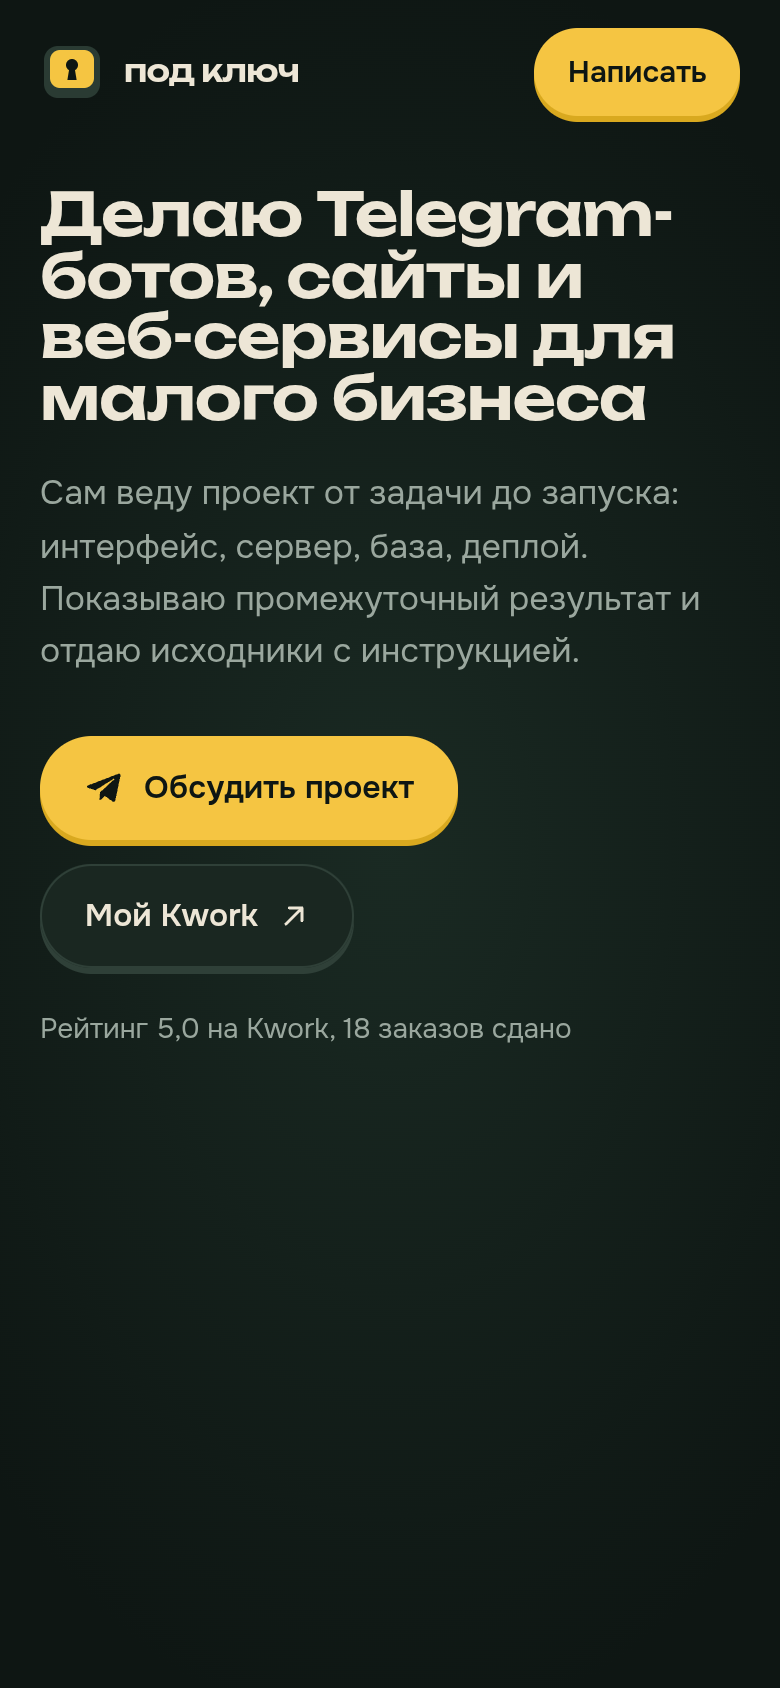 под ключ
Написать
Делаю Telegram-
ботов, сайты и
веб-сервисы для
малого бизнеса
Сам веду проект от задачи до запуска:
интерфейс, сервер, база, деплой.
Показываю промежуточный результат и
отдаю исходники с инструкцией.
Обсудить проект
Мой Kwork
Рейтинг 5,0 на Kwork, 18 заказов сдано